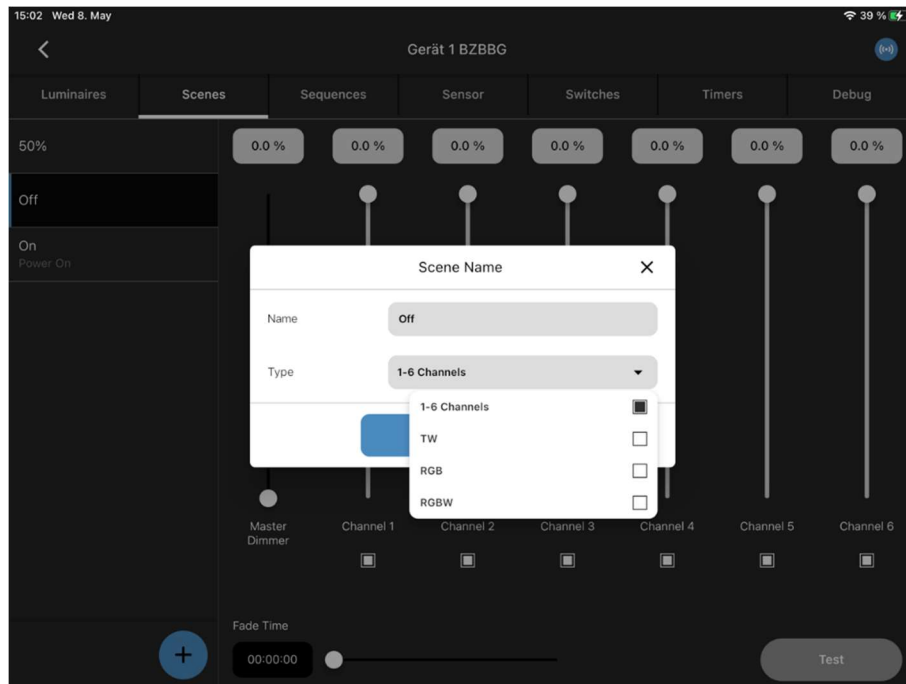 15:02 Wed 8. May
39 %
Gerät 1 BZBBG
Luminaires Scenes Sequences Sensor Switches Timers Debug
50%
0.0 % 0.0 % 0.0 % 0.0 % 0.0 % 0.0 % 0.0 %
Off
On
Power On
Scene Name
Name Off
Type 1-6 Channels
1-6 Channels
TW
RGB
RGBW
Master
Dimmer
Channel 1 Channel 2 Channel 3 Channel 4 Channel 5 Channel 6
Fade Time
00:00:00
Test